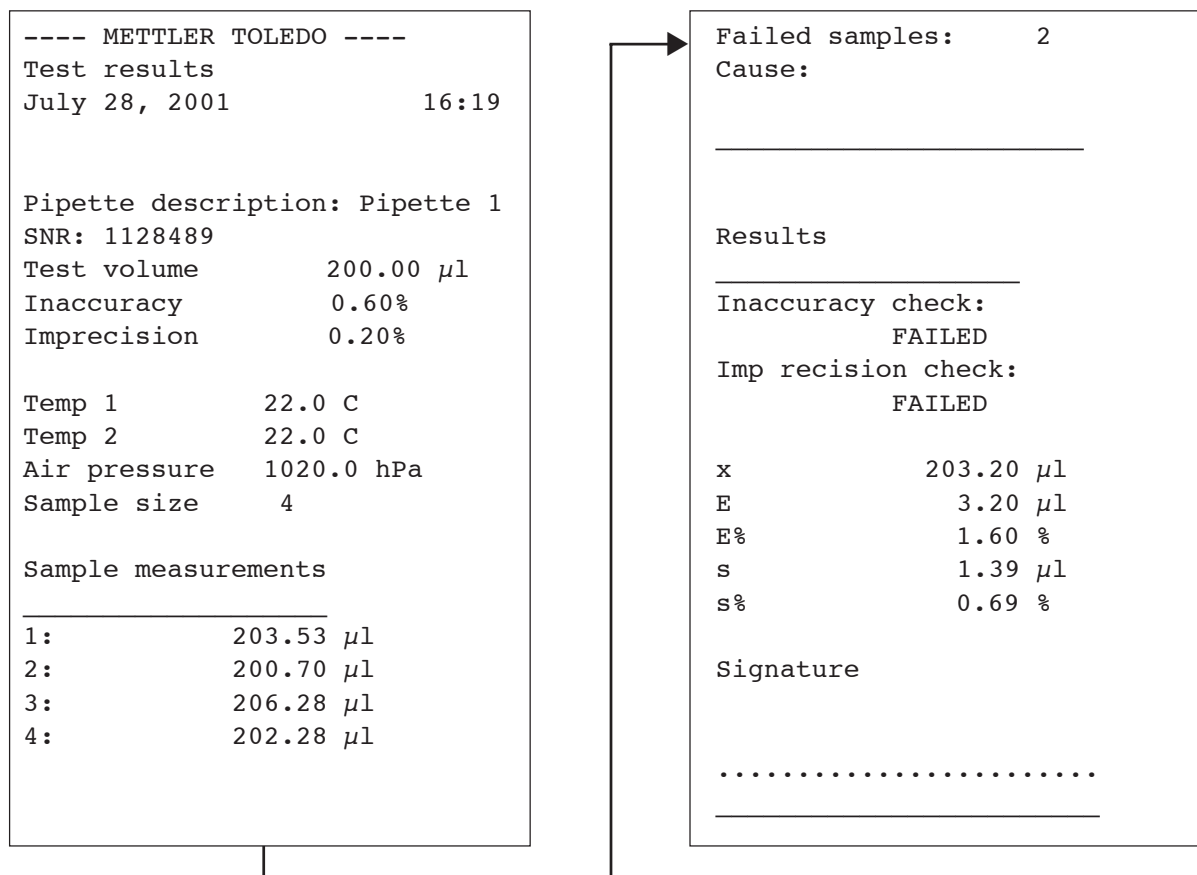 ---- METTLER TOLEDO ----
Test results
July 28, 2001 16:19
Pipette description: Pipette 1
SNR: 1128489
Test volume 200.00 µl
Inaccuracy 0.60%
Imprecision 0.20%
Temp 1 22.0 C
Temp 2 22.0 C
Air pressure 1020.0 hPa
Sample size 4
Sample measurements
1: 203.53 µl
2: 200.70 µl
3: 206.28 µl
4: 202.28 µl
Failed samples: 2
Cause:
Results
Inaccuracy check:
FAILED
Imp recision check:
FAILED
x 203.20 µl
E 3.20 µl
E% 1.60 %
s 1.39 µl
s% 0.69 %
Signature
........................